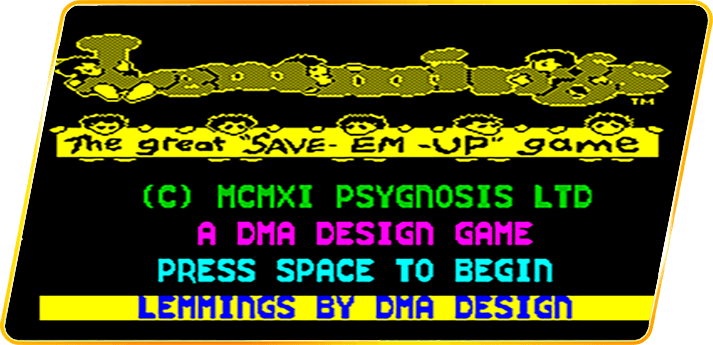 Lemmings TM
The great "SAVE-EM-UP" game
(C) MCMXI PSYGNOSIS LTD
A DMA DESIGN GAME
PRESS SPACE TO BEGIN
LEMMINGS BY DMA DESIGN